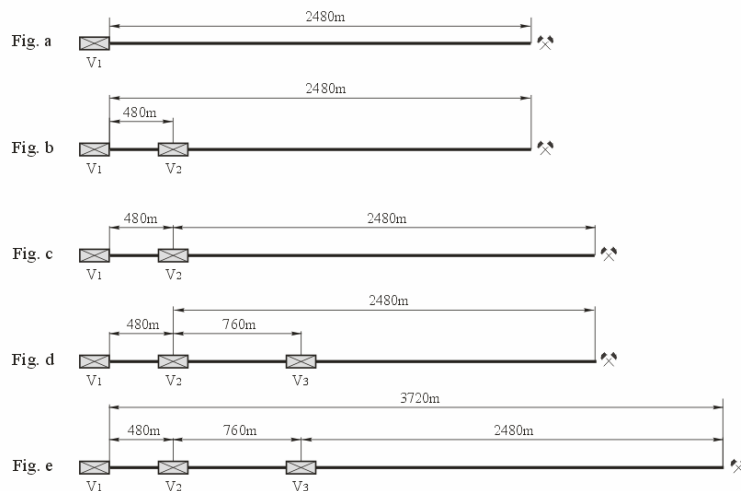 2480m
Fig. a
V1
2480m
480m
Fig. b
V1 V2
480m 2480m
Fig. c
V1 V2
2480m
480m 760m
Fig. d
V1 V2 V3
3720m
480m 760m 2480m
Fig. e
V1 V2 V3